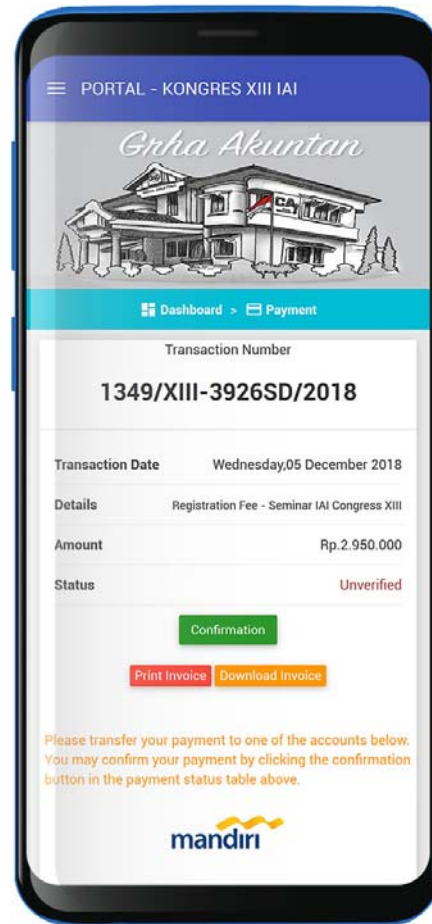 PORTAL - KONGRES XIII IAI
Grha Akuntan
CA
Dashboard > Payment
Transaction Number
1349/XIII-3926SD/2018
Transaction Date Wednesday,05 December 2018
Details Registration Fee - Seminar IAI Congress XIII
Amount Rp.2.950.000
Status Unverified
Confirmation
Print Invoice Download Invoice
Please transfer your payment to one of the accounts below.
You may confirm your payment by clicking the confirmation
button in the payment status table above.
mandiri